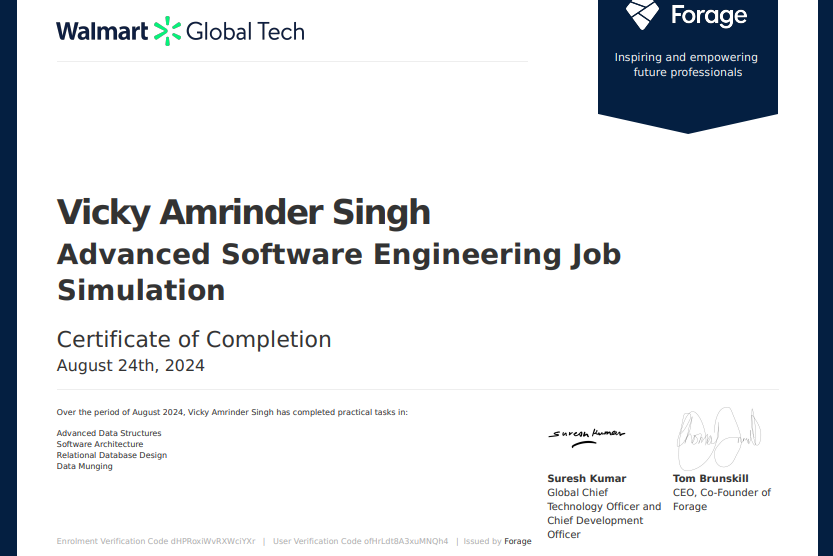 Walmart Global Tech
Forage
Inspiring and empowering
future professionals
Vicky Amrinder Singh
Advanced Software Engineering Job
Simulation
Certificate of Completion
August 24th, 2024
Over the period of August 2024, Vicky Amrinder Singh has completed practical tasks in:
Advanced Data Structures
Software Architecture
Relational Database Design
Data Munging
Suresh Kumar
Suresh Kumar
Global Chief
Technology Officer and
Chief Development
Officer
Tom Brunskill
CEO, Co-Founder of
Forage
Enrolment Verification Code dHPRoxiWvRXWciYXr | User Verification Code ofHrLdt8A3xuMNQh4 | Issued by Forage